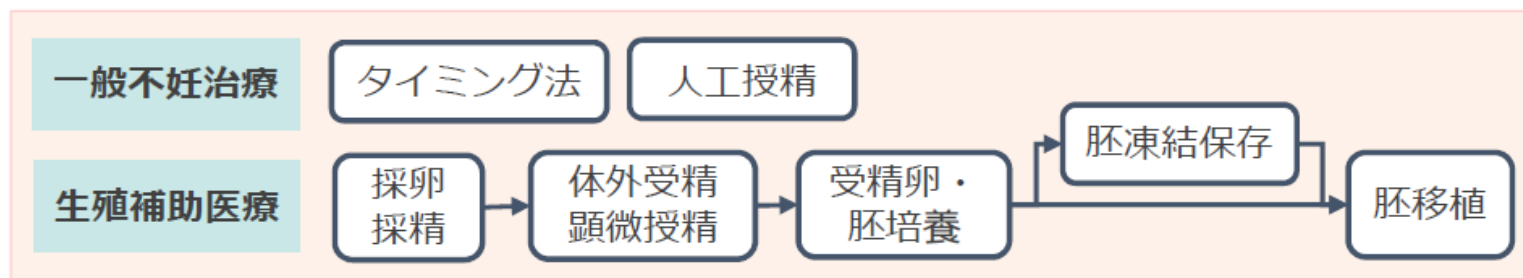 一般不妊治療
タイミング法
人工授精
生殖補助医療
採卵
採精
体外受精
顕微授精
受精卵・
胚培養
胚凍結保存
胚移植